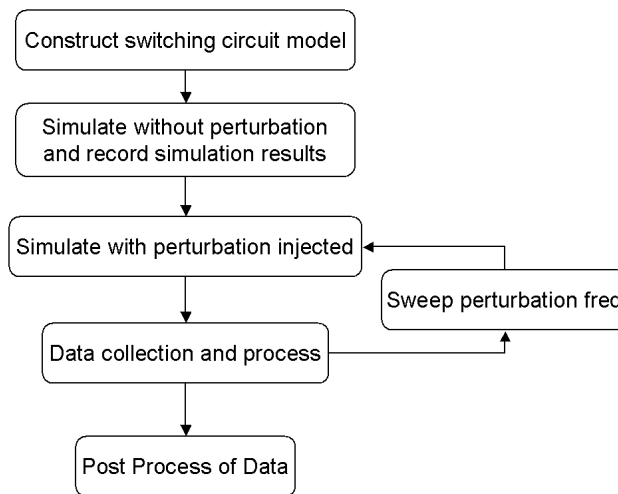 Construct switching circuit model
Simulate without perturbation
and record simulation results
Simulate with perturbation injected
Sweep perturbation freq
Data collection and process
Post Process of Data